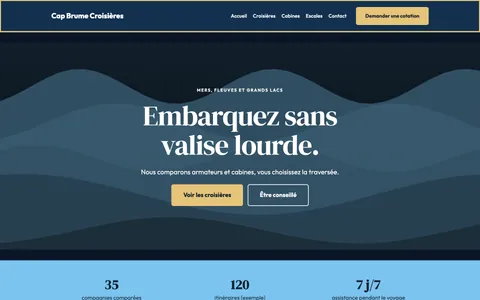 Cap Brume Croisières
Accueil Croisières Cabines Escales Contact Demander une cotation
MERS, FLEUVES ET GRANDS LACS
Embarquez sans
valise lourde.
Nous comparons armateurs et cabines, vous choisissez la traversée.
Voir les croisières Être conseillé
35 120 7 j/7
compagnies comparées itinéraires (exemple) assistance pendant le voyage